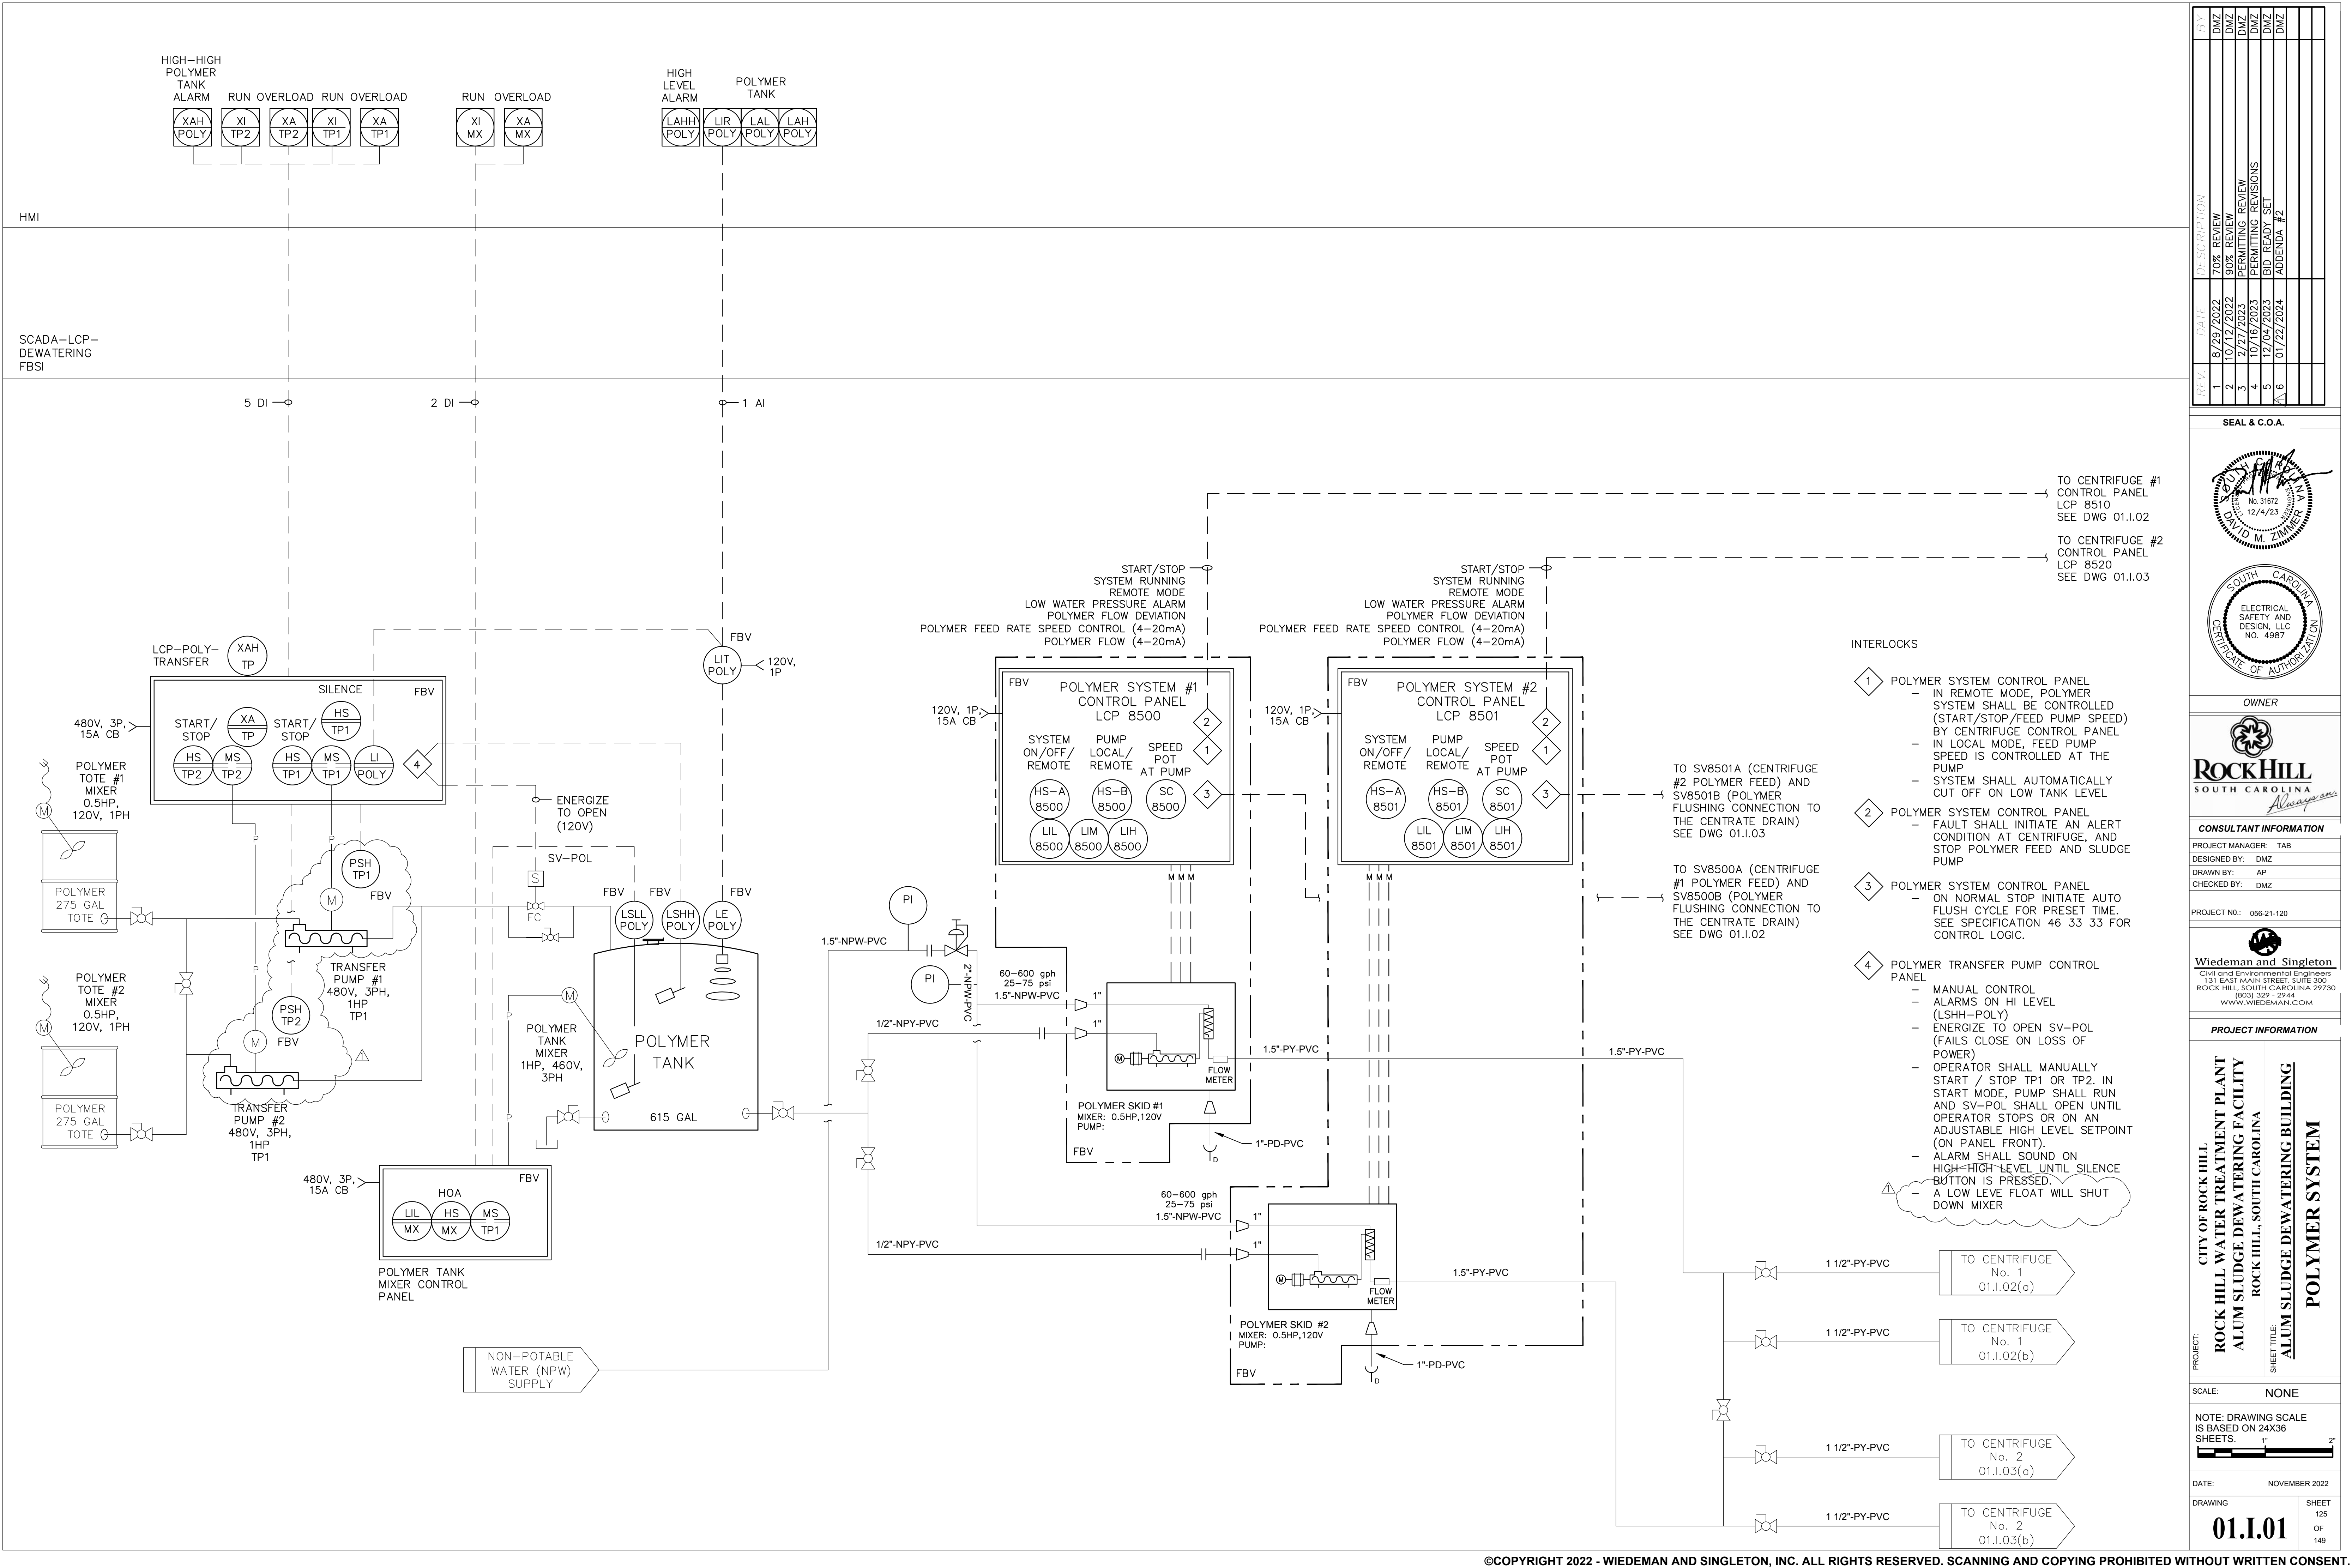 HIGH-HIGH
POLYMER
TANK
ALARM
RUN OVERLOAD RUN OVERLOAD
XAH
POLY
XI
TP2
XA
TP2
XI
TP1
XA
TP1
RUN OVERLOAD
XI
MX
XA
MX
HIGH
LEVEL
ALARM
POLYMER
TANK
LAHH
POLY
LIR
POLY
LAL
POLY
LAH
POLY
HMI
SCADA-LCP-
DEWATERING
FBSI
5 DI
2 DI
1 AI
LCP-POLY-
TRANSFER
XAH
TP
SILENCE
FBV
START/
STOP
XA
TP
START/
STOP
HS
TP1
HS
TP2
MS
TP2
HS
TP1
MS
TP1
LI
POLY
4
480V, 3P,
15A CB
POLYMER
TOTE #1
MIXER
0.5HP,
120V, 1PH
M
POLYMER
275 GAL
TOTE
POLYMER
TOTE #2
MIXER
0.5HP,
120V, 1PH
M
POLYMER
275 GAL
TOTE
P
P
P
P
PSH
TP1
FBV
M
TRANSFER
PUMP #1
480V, 3PH,
1HP
TP1
PSH
TP2
FBV
M
1
TRANSFER
PUMP #2
480V, 3PH,
1HP
TP1
ENERGIZE
TO OPEN
(120V)
SV-POL
S
FC
FBV
LIT
POLY
120V,
1P
FBV FBV FBV
LSLL
POLY
LSHH
POLY
LE
POLY
M
P
P
POLYMER
TANK
MIXER
1HP, 460V,
3PH
POLYMER
TANK
615 GAL
480V, 3P,
15A CB
FBV
HOA
LIL
MX
HS
MX
MS
TP1
POLYMER TANK
MIXER CONTROL
PANEL
NON-POTABLE
WATER (NPW)
SUPPLY
PI
1.5"-NPW-PVC
PI
2"-NPW-PVC
60-600 gph
25-75 psi
1.5"-NPW-PVC
1"
1/2"-NPY-PVC
1"
START/STOP
SYSTEM RUNNING
REMOTE MODE
LOW WATER PRESSURE ALARM
POLYMER FLOW DEVIATION
POLYMER FEED RATE SPEED CONTROL (4-20mA)
POLYMER FLOW (4-20mA)
120V, 1P,
15A CB
FBV
POLYMER SYSTEM #1
CONTROL PANEL
LCP 8500
2
1
3
SYSTEM
ON/OFF/
REMOTE
PUMP
LOCAL/
REMOTE
SPEED
POT
AT PUMP
HS-A
8500
HS-B
8500
SC
8500
LIL
8500
LIM
8500
LIH
8500
M M M
M
FLOW
METER
POLYMER SKID #1
MIXER: 0.5HP,120V
PUMP:
FBV
1"-PD-PVC
D
1.5"-PY-PVC
1.5"-PY-PVC
START/STOP
SYSTEM RUNNING
REMOTE MODE
LOW WATER PRESSURE ALARM
POLYMER FLOW DEVIATION
POLYMER FEED RATE SPEED CONTROL (4-20mA)
POLYMER FLOW (4-20mA)
120V, 1P,
15A CB
FBV
POLYMER SYSTEM #2
CONTROL PANEL
LCP 8501
2
1
3
SYSTEM
ON/OFF/
REMOTE
PUMP
LOCAL/
REMOTE
SPEED
POT
AT PUMP
HS-A
8501
HS-B
8501
SC
8501
LIL
8501
LIM
8501
LIH
8501
M M M
60-600 gph
25-75 psi
1.5"-NPW-PVC
1"
1/2"-NPY-PVC
1"
M
FLOW
METER
POLYMER SKID #2
MIXER: 0.5HP,120V
PUMP:
FBV
1"-PD-PVC
D
1.5"-PY-PVC
TO CENTRIFUGE #1
CONTROL PANEL
LCP 8510
SEE DWG 01.I.02
TO CENTRIFUGE #2
CONTROL PANEL
LCP 8520
SEE DWG 01.I.03
TO SV8501A (CENTRIFUGE
#2 POLYMER FEED) AND
SV8501B (POLYMER
FLUSHING CONNECTION TO
THE CENTRATE DRAIN)
SEE DWG 01.I.03
TO SV8500A (CENTRIFUGE
#1 POLYMER FEED) AND
SV8500B (POLYMER
FLUSHING CONNECTION TO
THE CENTRATE DRAIN)
SEE DWG 01.I.02
INTERLOCKS
1 POLYMER SYSTEM CONTROL PANEL
- IN REMOTE MODE, POLYMER
SYSTEM SHALL BE CONTROLLED
(START/STOP/FEED PUMP SPEED)
BY CENTRIFUGE CONTROL PANEL
- IN LOCAL MODE, FEED PUMP
SPEED IS CONTROLLED AT THE
PUMP
- SYSTEM SHALL AUTOMATICALLY
CUT OFF ON LOW TANK LEVEL
2 POLYMER SYSTEM CONTROL PANEL
- FAULT SHALL INITIATE AN ALERT
CONDITION AT CENTRIFUGE, AND
STOP POLYMER FEED AND SLUDGE
PUMP
3 POLYMER SYSTEM CONTROL PANEL
- ON NORMAL STOP INITIATE AUTO
FLUSH CYCLE FOR PRESET TIME.
SEE SPECIFICATION 46 33 33 FOR
CONTROL LOGIC.
4 POLYMER TRANSFER PUMP CONTROL
PANEL
- MANUAL CONTROL
- ALARMS ON HI LEVEL
(LSHH-POLY)
- ENERGIZE TO OPEN SV-POL
(FAILS CLOSE ON LOSS OF
POWER)
- OPERATOR SHALL MANUALLY
START / STOP TP1 OR TP2. IN
START MODE, PUMP SHALL RUN
AND SV-POL SHALL OPEN UNTIL
OPERATOR STOPS OR ON AN
ADJUSTABLE HIGH LEVEL SETPOINT
(ON PANEL FRONT).
- ALARM SHALL SOUND ON
HIGH-HIGH LEVEL UNTIL SILENCE
BUTTON IS PRESSED.
1
- A LOW LEVE FLOAT WILL SHUT
DOWN MIXER
1 1/2"-PY-PVC
TO CENTRIFUGE
No. 1
01.I.02(a)
1 1/2"-PY-PVC
TO CENTRIFUGE
No. 1
01.I.02(b)
1 1/2"-PY-PVC
TO CENTRIFUGE
No. 2
01.I.03(a)
1 1/2"-PY-PVC
TO CENTRIFUGE
No. 2
01.I.03(b)
REV. DATE DESCRIPTION BY
1 8/29/2022 70% REVIEW DMZ
2 10/12/2022 90% REVIEW DMZ
3 2/27/2023 PERMITTING REVIEW DMZ
4 10/16/2023 PERMITTING REVISIONS DMZ
5 12/04/2023 BID READY SET DMZ
6 01/22/2024 ADDENDA #2 DMZ
1
SEAL & C.O.A.
SOUTH CAROLINA
No. 31672
12/4/23
DAVID M. ZIMMER
SOUTH CAROLINA
ELECTRICAL
SAFETY AND
DESIGN, LLC
NO. 4987
CERTIFICATE OF AUTHORIZATION
OWNER
ROCK HILL
SOUTH CAROLINA
Always on.
CONSULTANT INFORMATION
PROJECT MANAGER: TAB
DESIGNED BY: DMZ
DRAWN BY: AP
CHECKED BY: DMZ
PROJECT NO.: 056-21-120
Wiedeman and Singleton
Civil and Environmental Engineers
131 EAST MAIN STREET, SUITE 300
ROCK HILL, SOUTH CAROLINA 29730
(803) 329 - 2944
WWW.WIEDEMAN.COM
PROJECT INFORMATION
PROJECT:
CITY OF ROCK HILL
ROCK HILL WATER TREATMENT PLANT
ALUM SLUDGE DEWATERING FACILITY
ROCK HILL, SOUTH CAROLINA
SHEET TITLE:
ALUM SLUDGE DEWATERING BUILDING
POLYMER SYSTEM
SCALE: NONE
NOTE: DRAWING SCALE
IS BASED ON 24X36
SHEETS.
1" 2"
DATE: NOVEMBER 2022
DRAWING
01.I.01
SHEET
125
OF
149
©COPYRIGHT 2022 - WIEDEMAN AND SINGLETON, INC. ALL RIGHTS RESERVED. SCANNING AND COPYING PROHIBITED WITHOUT WRITTEN CONSENT.